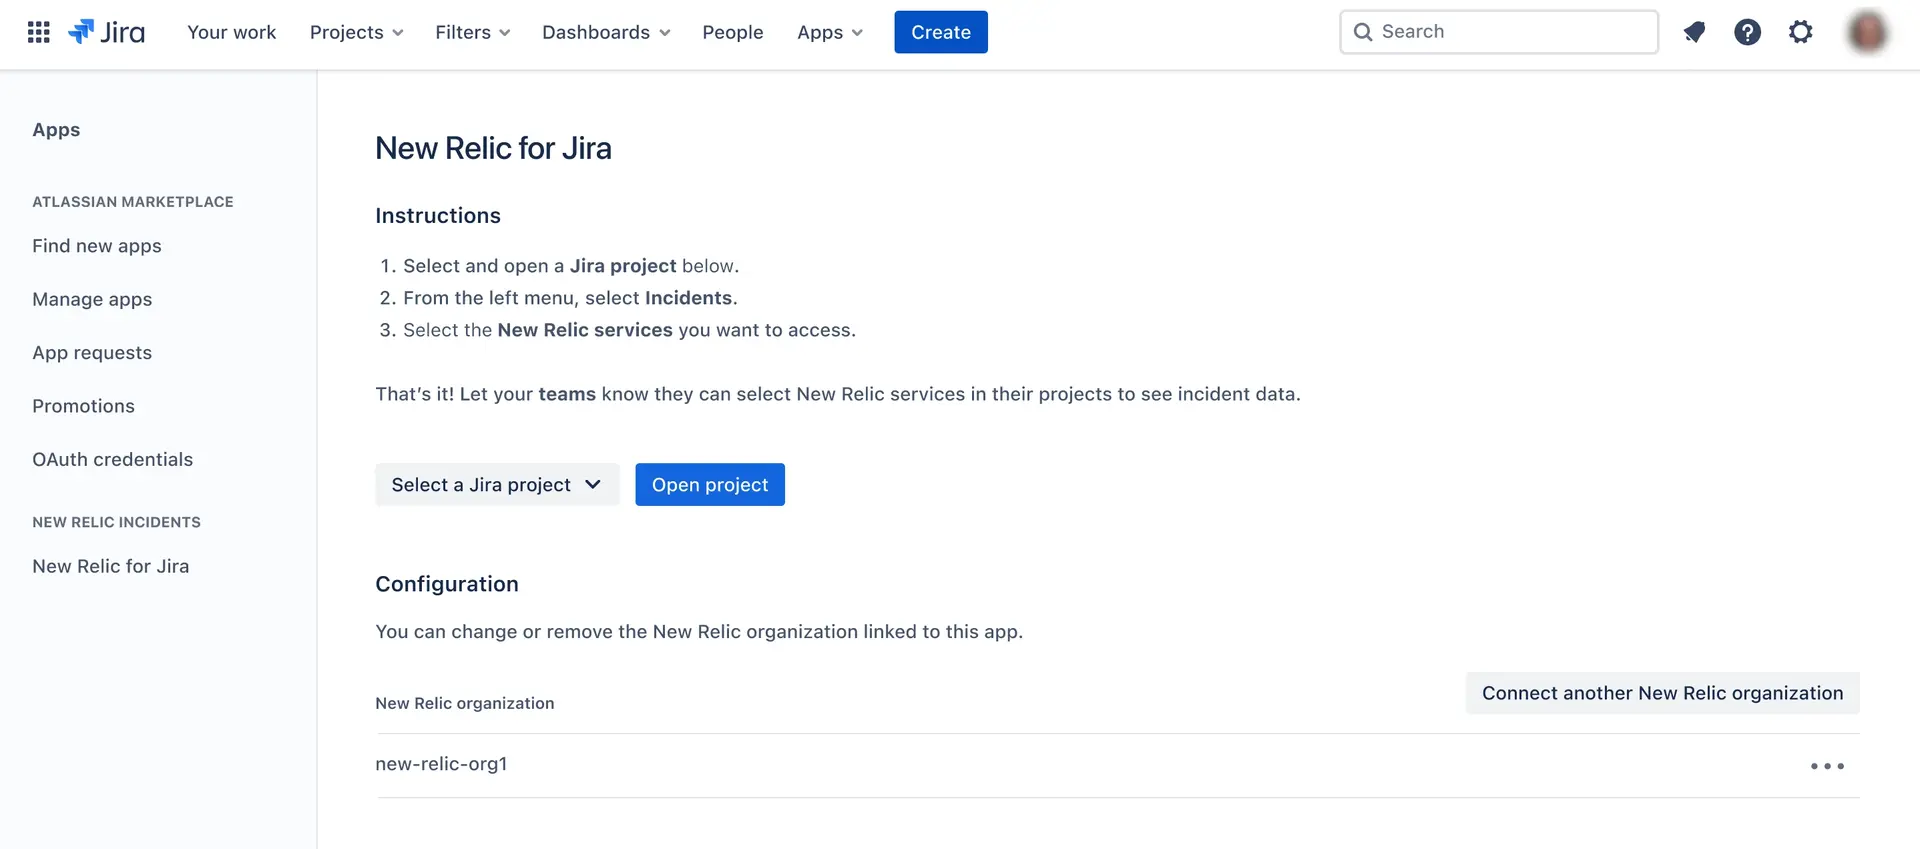 Jira Your work Projects Filters Dashboards People Apps Create Search
Apps
ATLASSIAN MARKETPLACE
Find new apps
Manage apps
App requests
Promotions
OAuth credentials
NEW RELIC INCIDENTS
New Relic for Jira
New Relic for Jira
Instructions
1. Select and open a Jira project below.
2. From the left menu, select Incidents.
3. Select the New Relic services you want to access.
That’s it! Let your teams know they can select New Relic services in their projects to see incident data.
Select a Jira project Open project
Configuration
You can change or remove the New Relic organization linked to this app.
New Relic organization Connect another New Relic organization
new-relic-org1